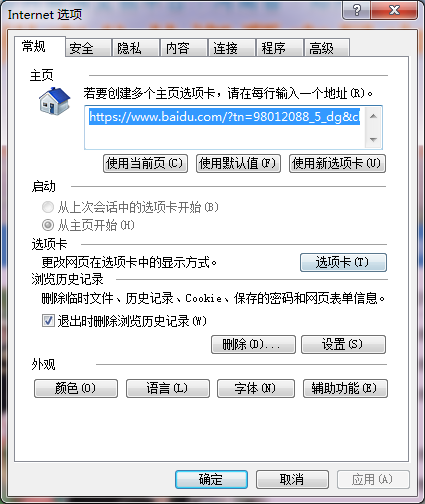 Internet 选项
常规
安全
隐私
内容
连接
程序
高级
主页
若要创建多个主页选项卡，请在每行输入一个地址(R)。
https://www.baidu.com/?tn=98012088_5_dg&c
使用当前页(C)
使用默认值(F)
使用新选项卡(U)
启动
从上次会话中的选项卡开始(B)
从主页开始(H)
选项卡
更改网页在选项卡中的显示方式。
选项卡(T)
浏览历史记录
删除临时文件、历史记录、Cookie、保存的密码和网页表单信息。
退出时删除浏览历史记录(W)
删除(D)...
设置(S)
外观
颜色(O)
语言(L)
字体(N)
辅助功能(E)
确定
取消
应用(A)